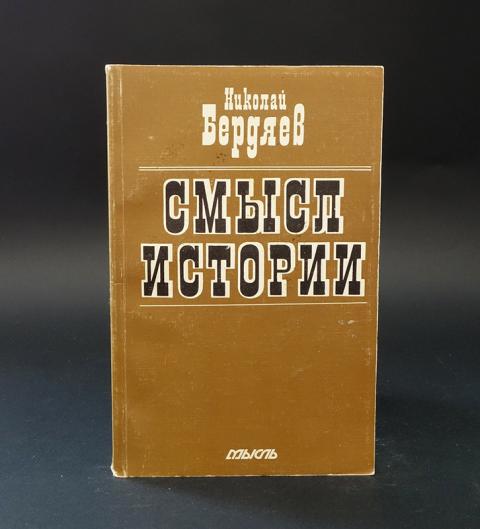 Николай
Бердяев
СМЫСЛ
ИСТОРИИ
мысль